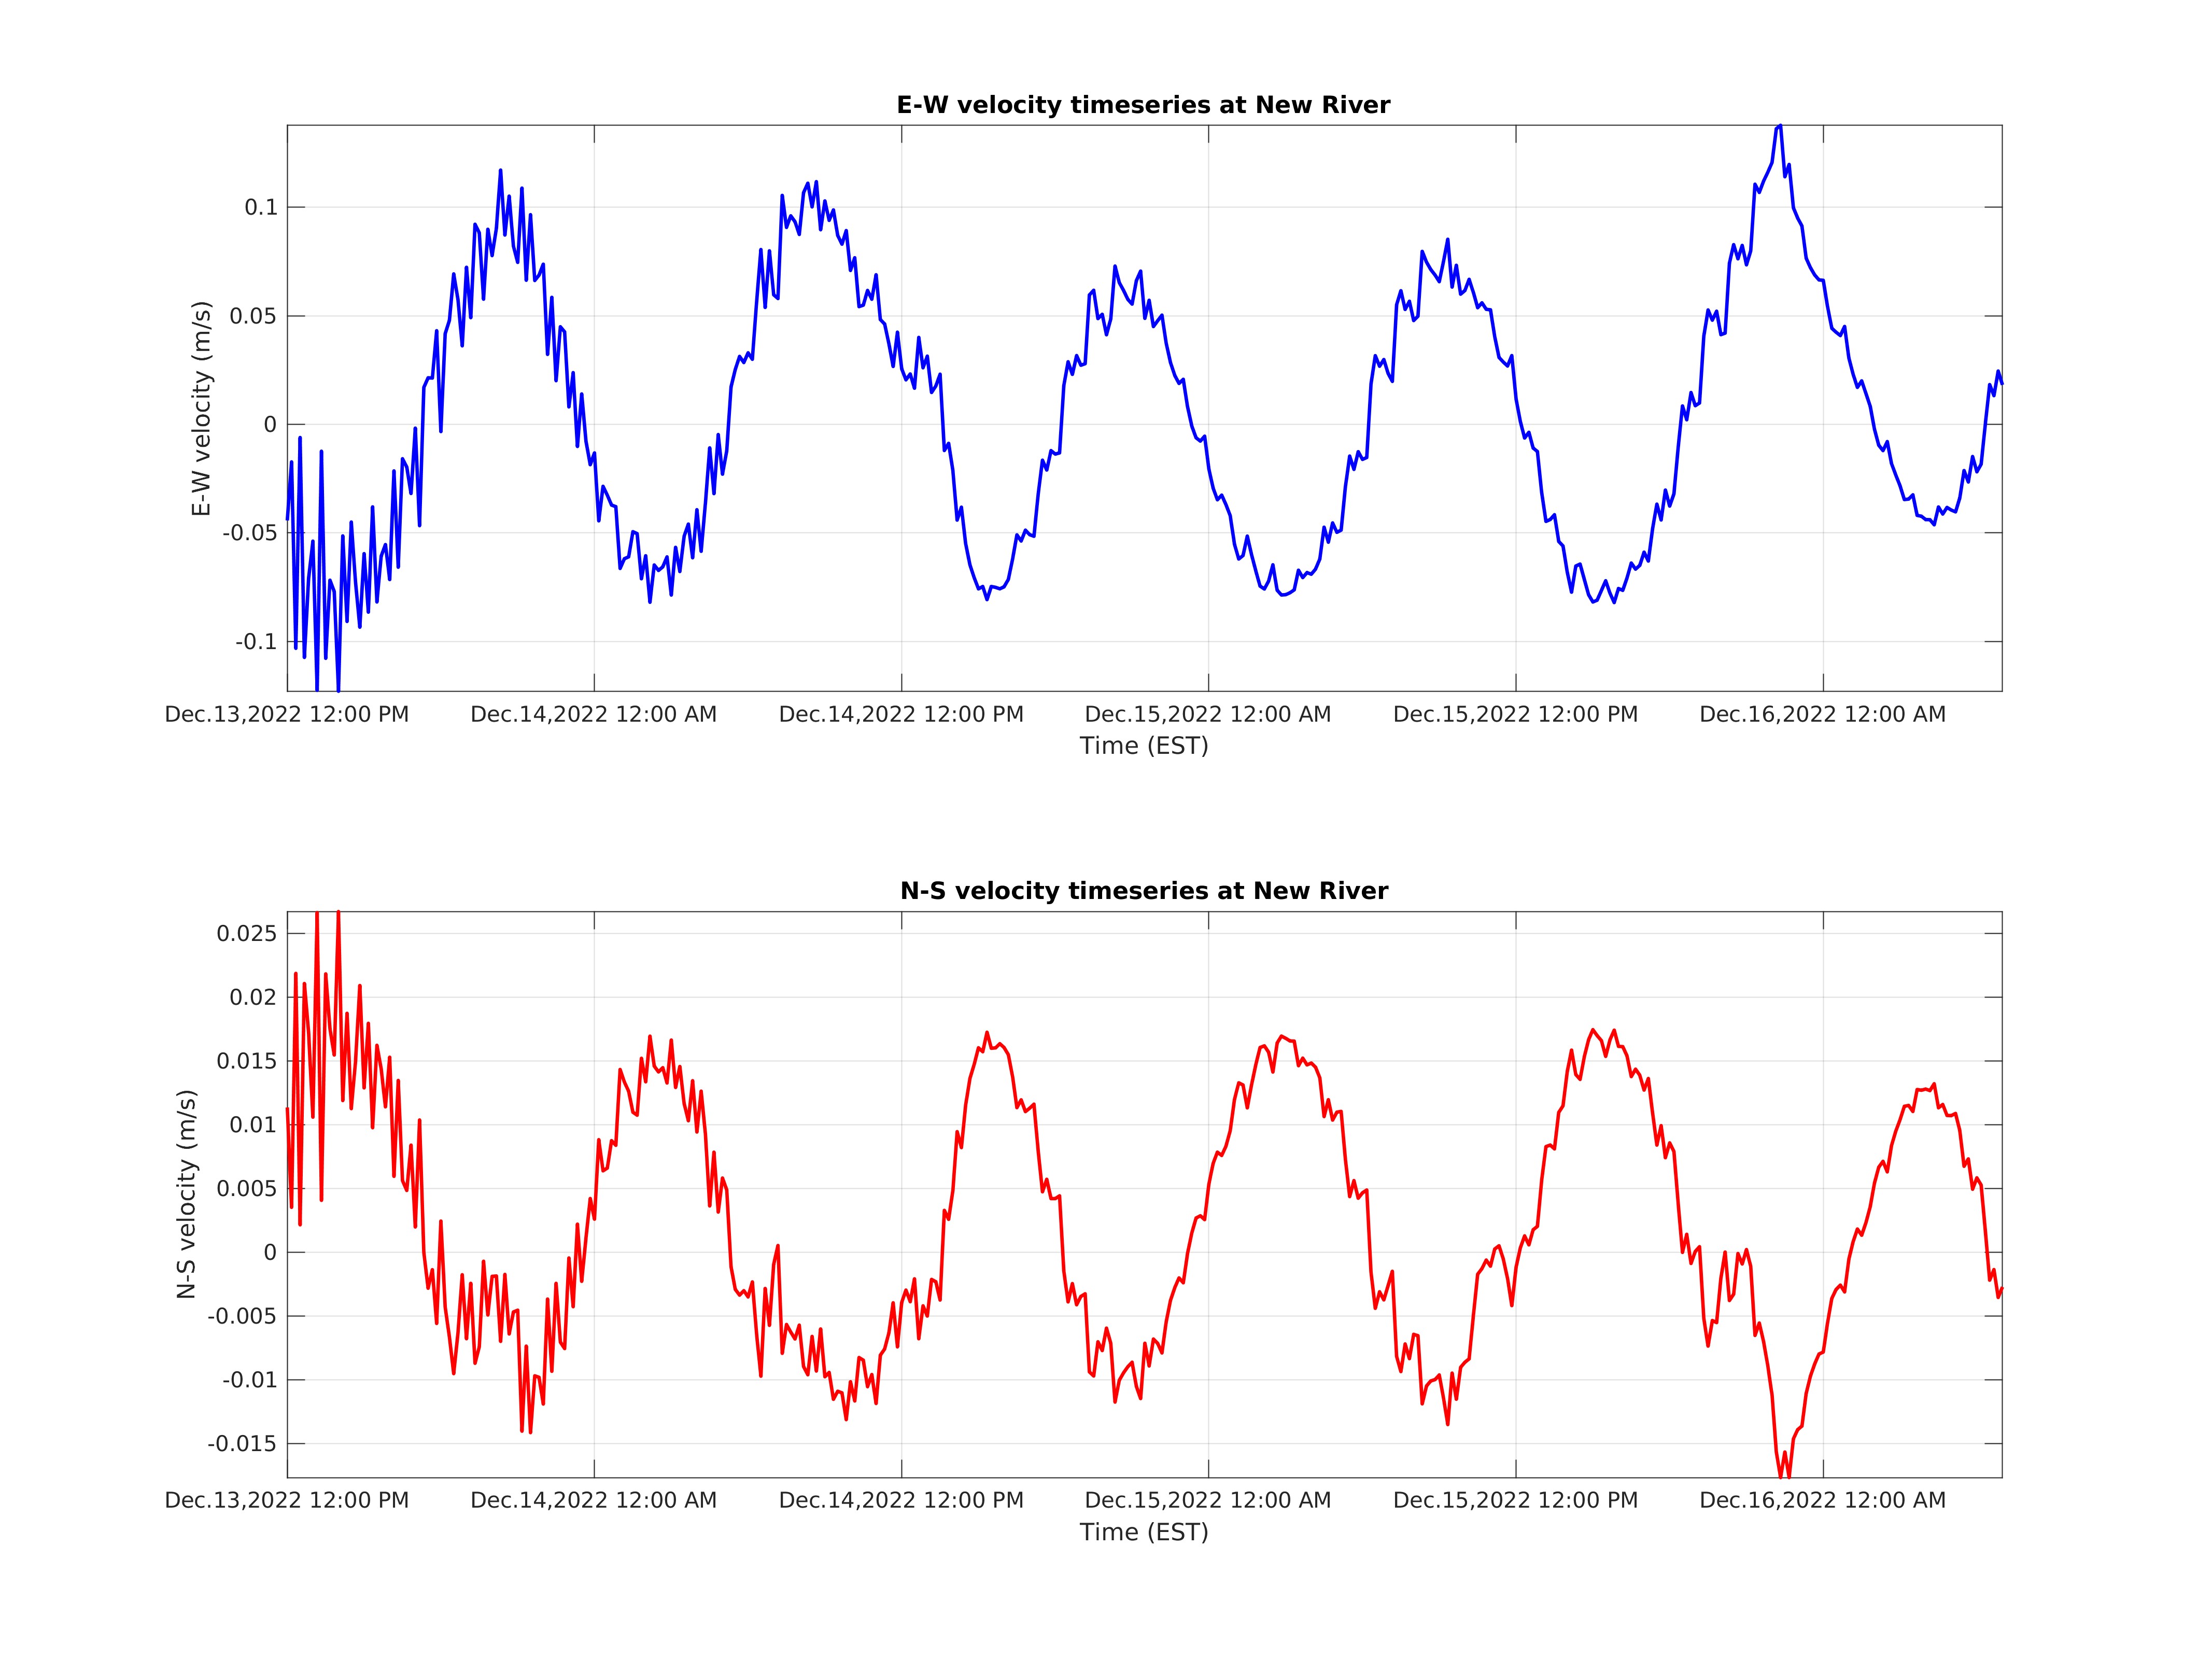 E-W velocity timeseries at New River
E-W velocity (m/s)
0.1
0.05
0
-0.05
-0.1
Dec.13,2022 12:00 PM Dec.14,2022 12:00 AM Dec.14,2022 12:00 PM Dec.15,2022 12:00 AM Dec.15,2022 12:00 PM Dec.16,2022 12:00 AM
Time (EST)
N-S velocity timeseries at New River
N-S velocity (m/s)
0.025
0.02
0.015
0.01
0.005
0
-0.005
-0.01
-0.015
Dec.13,2022 12:00 PM Dec.14,2022 12:00 AM Dec.14,2022 12:00 PM Dec.15,2022 12:00 AM Dec.15,2022 12:00 PM Dec.16,2022 12:00 AM
Time (EST)